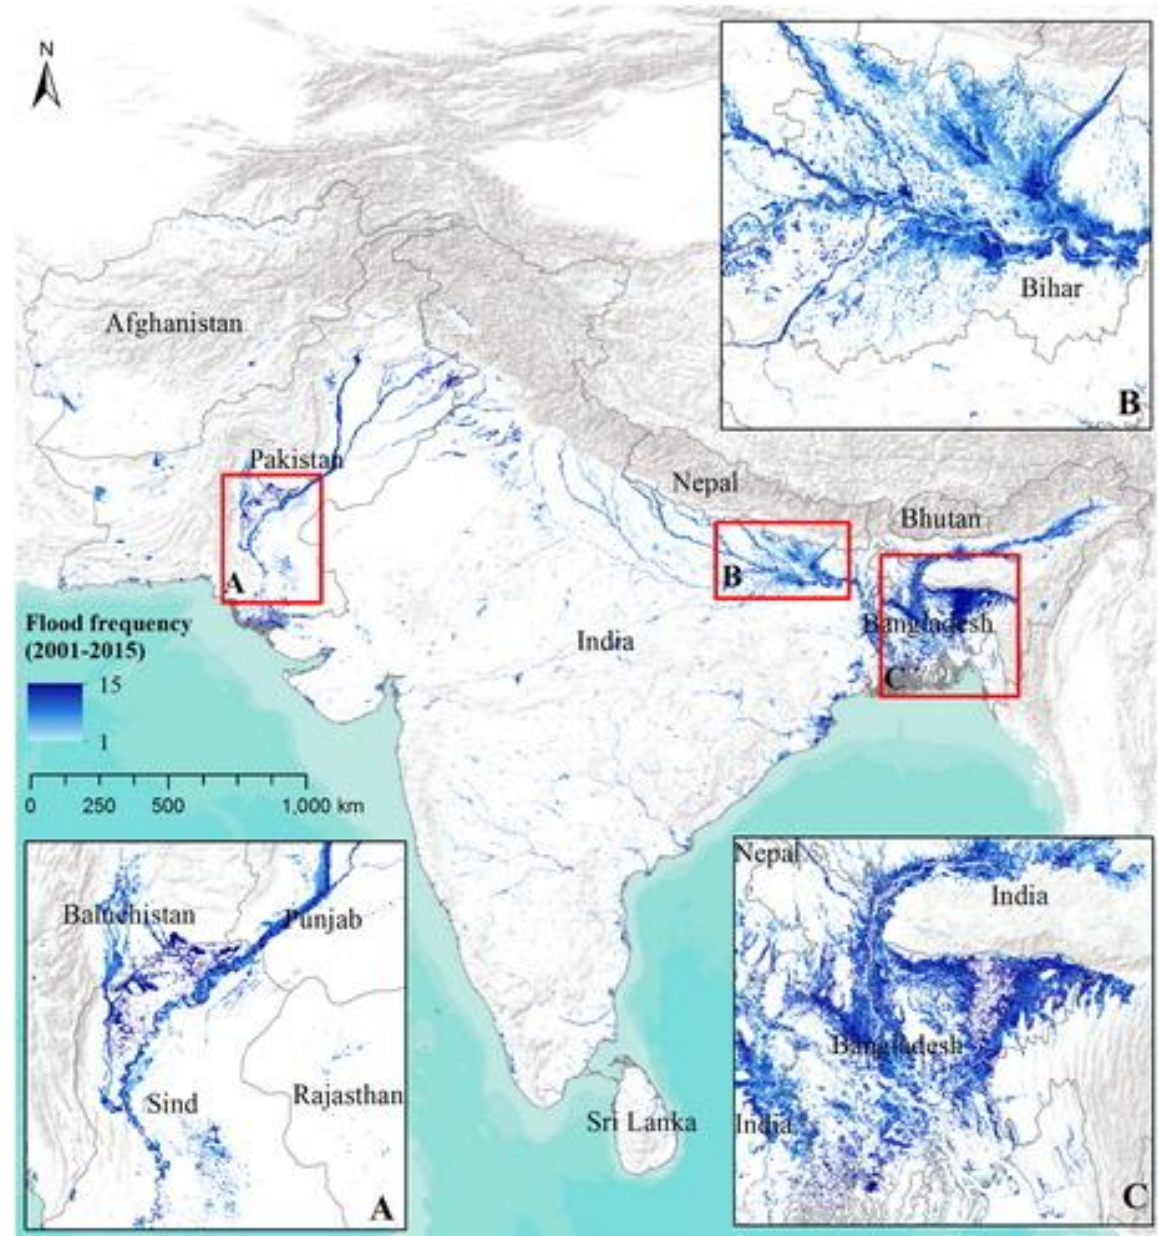 N
Afghanistan
Pakistan
A
Nepal
Bhutan
B
Bangladesh
C
India
Sri Lanka
Flood frequency
(2001-2015)
15
1
0 250 500 1,000 km
Bihar
B
Baluchistan
Punjab
Sind
Rajasthan
A
Nepal
India
Bangladesh
India
C